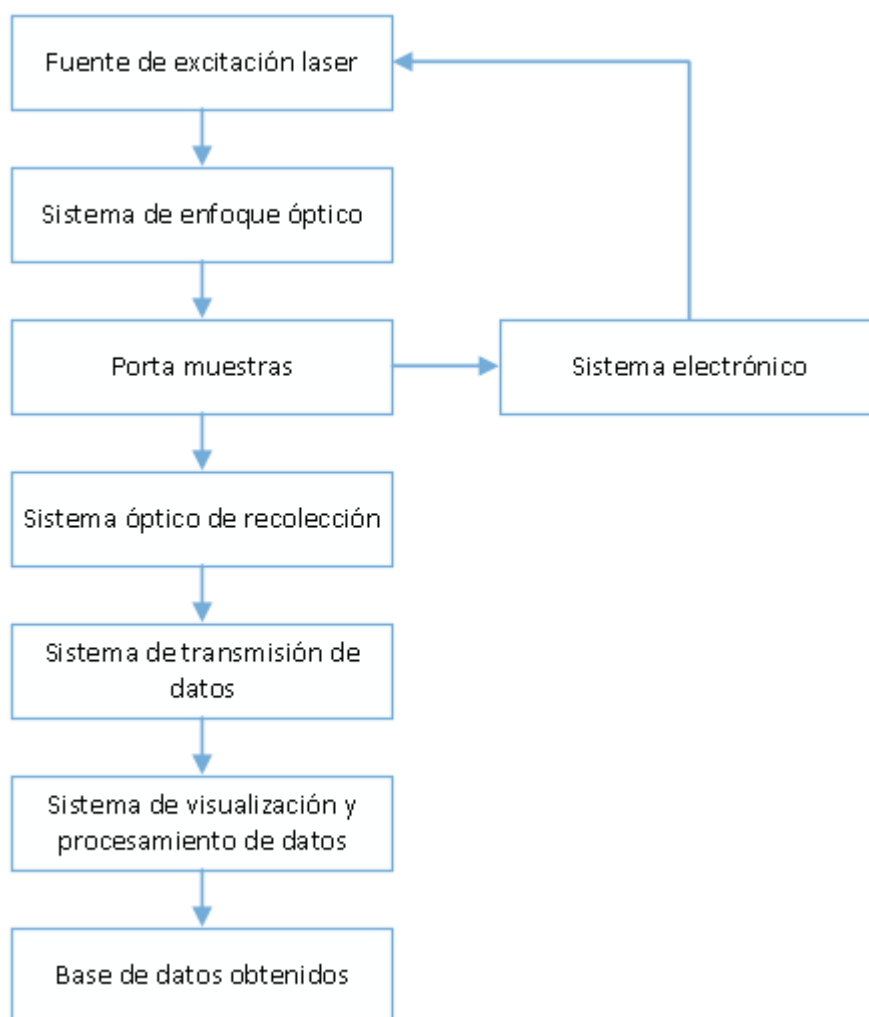 Fuente de excitación laser
Sistema de enfoque óptico
Porta muestras
Sistema electrónico
Sistema óptico de recolección
Sistema de transmisión de
datos
Sistema de visualización y
procesamiento de datos
Base de datos obtenidos